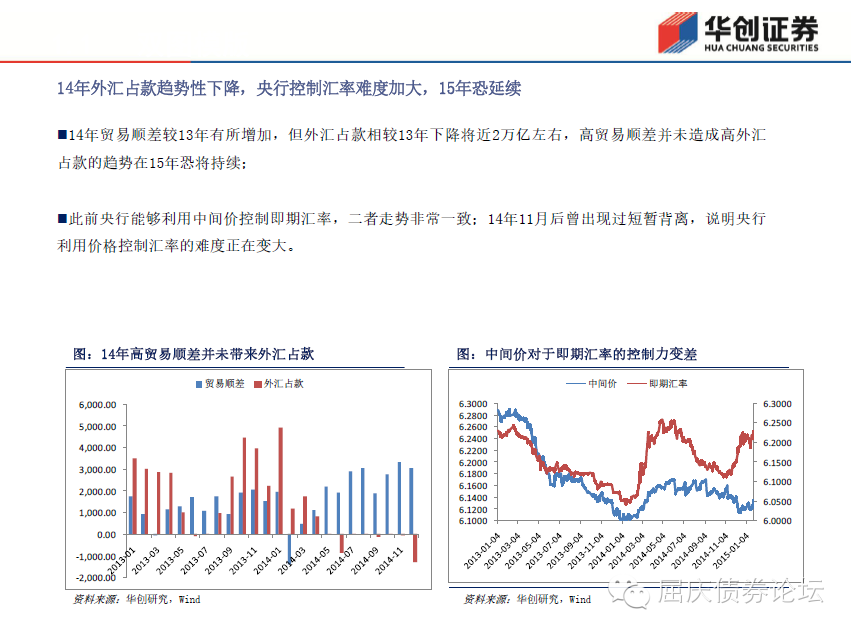 华创证券
HUA CHUANG SECURITIES
14年外汇占款趋势性下降，央行控制汇率难度加大，15年恐延续
■14年贸易顺差较13年有所增加，但外汇占款相较13年下降将近2万亿左右，高贸易顺差并未造成高外汇
占款的趋势在15年恐将持续；
■此前央行能够利用中间价控制即期汇率，二者走势非常一致；14年11月后曾出现过短暂背离，说明央行
利用价格控制汇率的难度正在变大。
图：14年高贸易顺差并未带来外汇占款
贸易顺差 外汇占款
6,000.00
5,000.00
4,000.00
3,000.00
2,000.00
1,000.00
0.00
-1,000.00
-2,000.00
2013-01 2013-03 2013-05 2013-07 2013-09 2013-11 2014-01 2014-03 2014-05 2014-07 2014-09 2014-11
资料来源：华创研究，Wind
图：中间价对于即期汇率的控制力变差
中间价 即期汇率
6.3000
6.2800
6.2600
6.2400
6.2200
6.2000
6.1800
6.1600
6.1400
6.1200
6.1000
6.3000
6.2500
6.2000
6.1500
6.1000
6.0500
6.0000
2013-01-04 2013-03-04 2013-05-04 2013-07-04 2013-09-04 2013-11-04 2014-01-04 2014-03-04 2014-05-04 2014-07-04 2014-09-04 2014-11-04 2015-01-04
资料来源：华创研究，Wind
屈庆债券论坛